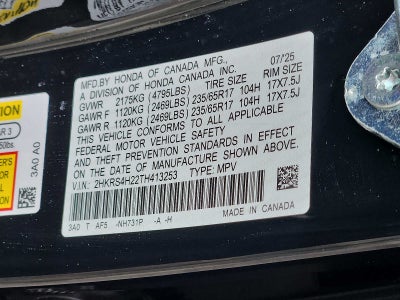 MFD.BY HONDA OF CANADA MFG., 07/25
A DIVISION OF HONDA CANADA INC.
GVWR 2175KG (4795LBS) TIRE SIZE RIM SIZE
GAWR F 1120KG (2469LBS) 235/65R17 104H 17X7.5J
GAWR R 1120KG (2469LBS) 235/65R17 104H 17X7.5J
THIS VEHICLE CONFORMS TO ALL APPLICABLE
FEDERAL MOTOR VEHICLE SAFETY
AND THEFT PREVENTION STANDARDS IN EFFECT
ON THE DATE OF MANUFACTURE SHOWN ABOVE.
V.I.N.: 2HKRS4H22TH413253 TYPE: MPV
3A0 T AF5 -NH731P -A -H
MADE IN CANADA
3A0 A0